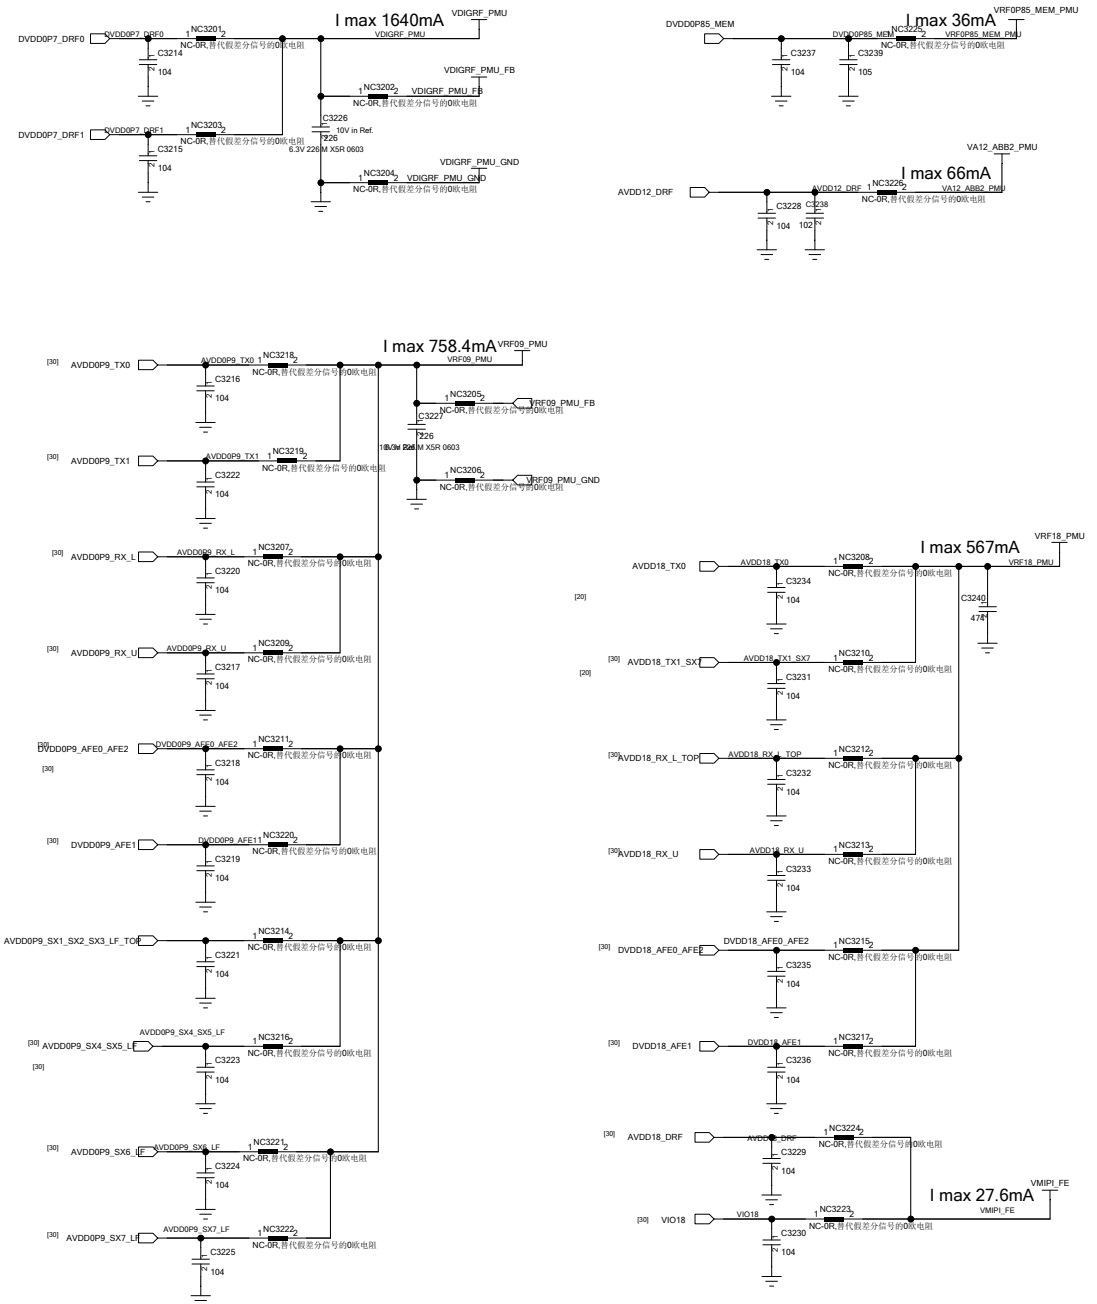 I max 1640mA
VDIGRF_PMU
VDIGRF_PMU
DVDD0P7_DRF0
DVDD0P7_DRF0
1 NC3201 2
NC-0R,替代假差分信号的0欧电阻
C3214
104
VDIGRF_PMU_FB
1 NC3202 2
VDIGRF_PMU_FB
NC-0R,替代假差分信号的0欧电阻
DVDD0P7_DRF1
DVDD0P7_DRF1
1 NC3203 2
NC-0R,替代假差分信号的0欧电阻
C3215
104
C3226
10V in Ref.
226
6.3V 226 M X5R 0603
VDIGRF_PMU_GND
1 NC3204 2
VDIGRF_PMU_GND
NC-0R,替代假差分信号的0欧电阻
I max 36mA
VRF0P85_MEM_PMU
DVDD0P85_MEM
DVDD0P85_MEM
1 NC3225 2
VRF0P85_MEM_PMU
NC-0R,替代假差分信号的0欧电阻
C3237
104
C3239
105
VA12_ABB2_PMU
I max 66mA
AVDD12_DRF
AVDD12_DRF
1 NC3226 2
VA12_ABB2_PMU
NC-0R,替代假差分信号的0欧电阻
C3228
104
C3238
102
I max 758.4mA
VRF09_PMU
VRF09_PMU
[30] AVDD0P9_TX0
AVDD0P9_TX0
1 NC3218 2
NC-0R,替代假差分信号的0欧电阻
C3216
104
1 NC3205 2
VRF09_PMU_FB
NC-0R,替代假差分信号的0欧电阻
C3227
226
[30] AVDD0P9_TX1
AVDD0P9_TX1
1 NC3219 2
NC-0R,替代假差分信号的0欧电阻
C3222
104
1 NC3206 2
VRF09_PMU_GND
NC-0R,替代假差分信号的0欧电阻
[30] AVDD0P9_RX_L
AVDD0P9_RX_L
1 NC3207 2
NC-0R,替代假差分信号的0欧电阻
C3220
104
[30] AVDD0P9_RX_U
AVDD0P9_RX_U
1 NC3209 2
NC-0R,替代假差分信号的0欧电阻
C3217
104
[30]
DVDD0P9_AFE0_AFE2
DVDD0P9_AFE0_AFE2
1 NC3211 2
NC-0R,替代假差分信号的0欧电阻
[30]
C3218
104
[30] DVDD0P9_AFE1
DVDD0P9_AFE1
1 NC3220 2
NC-0R,替代假差分信号的0欧电阻
C3219
104
AVDD0P9_SX1_SX2_SX3_LF_TOP
1 NC3214 2
NC-0R,替代假差分信号的0欧电阻
C3221
104
[30] AVDD0P9_SX4_SX5_LF
AVDD0P9_SX4_SX5_LF
1 NC3216 2
NC-0R,替代假差分信号的0欧电阻
[30]
C3223
104
[30] AVDD0P9_SX6_LF
AVDD0P9_SX6_LF
1 NC3221 2
NC-0R,替代假差分信号的0欧电阻
C3224
104
[30] AVDD0P9_SX7_LF
AVDD0P9_SX7_LF
1 NC3222 2
NC-0R,替代假差分信号的0欧电阻
C3225
104
I max 567mA
VRF18_PMU
VRF18_PMU
AVDD18_TX0
AVDD18_TX0
1 NC3208 2
NC-0R,替代假差分信号的0欧电阻
C3234
104
[20]
C3240
474
[30] AVDD18_TX1_SX7
AVDD18_TX1_SX7
1 NC3210 2
NC-0R,替代假差分信号的0欧电阻
[20]
C3231
104
[30] AVDD18_RX_L_TOP
AVDD18_RX_L_TOP
1 NC3212 2
NC-0R,替代假差分信号的0欧电阻
C3232
104
[30] AVDD18_RX_U
AVDD18_RX_U
1 NC3213 2
NC-0R,替代假差分信号的0欧电阻
C3233
104
[30] DVDD18_AFE0_AFE2
DVDD18_AFE0_AFE2
1 NC3215 2
NC-0R,替代假差分信号的0欧电阻
C3235
104
[30] DVDD18_AFE1
DVDD18_AFE1
1 NC3217 2
NC-0R,替代假差分信号的0欧电阻
C3236
104
[30] AVDD18_DRF
AVDD18_DRF
1 NC3224 2
NC-0R,替代假差分信号的0欧电阻
C3229
104
I max 27.6mA
VMIPI_FE
VMIPI_FE
[30] VIO18
VIO18
1 NC3223 2
NC-0R,替代假差分信号的0欧电阻
C3230
104